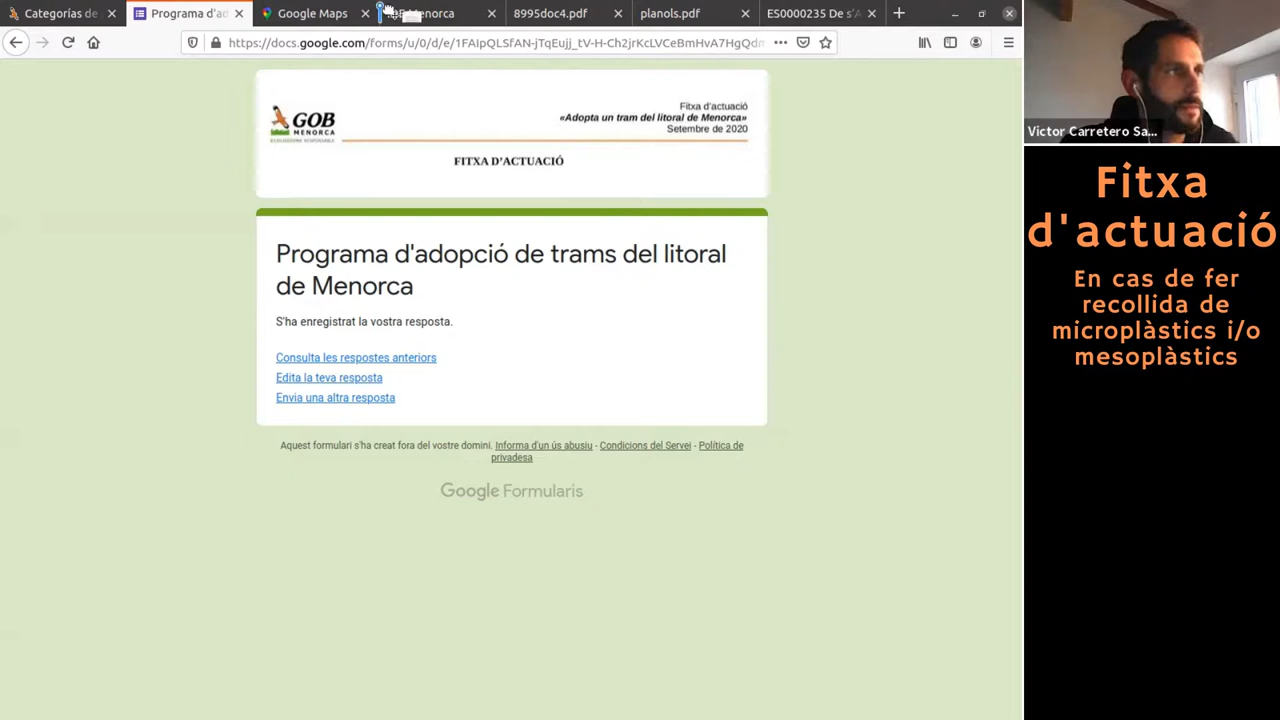 Categorías de
Programa d'ad
Google Maps
Menorca
8995doc4.pdf
planols.pdf
ES0000235 De s'A
https://docs.google.com/forms/u/0/d/e/1FAIpQLSfAN-jTqEujj_tV-H-Ch2jrKcLVCeBmHvA7HgQdm
GOB
MENORCA
Fitxa d'actuació
«Adopta un tram del litoral de Menorca»
Setembre de 2020
FITXA D'ACTUACIÓ
Programa d'adopció de trams del litoral
de Menorca
S'ha enregistrat la vostra resposta.
Consulta les respostes anteriors
Edita la teva resposta
Envia una altra resposta
Aquest formulari s'ha creat fora del vostre domini. Informa d'un ús abusiu - Condicions del Servei - Política de
privadesa
Google Formularis
Victor Carretero Sa...
Fitxa
d'actuació
En cas de fer
recollida de
microplàstics i/o
mesoplàstics